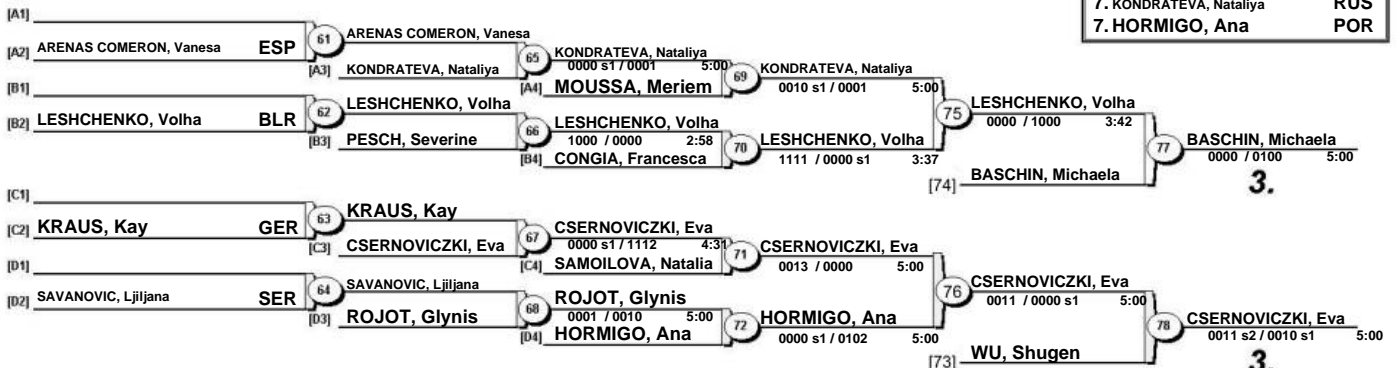 7. KONDRATEVA, Nataliya RUS
7. HORMIGO, Ana POR
[A1]
[A2] ARENAS COMERON, Vanesa ESP
61
ARENAS COMERON, Vanesa
[A3] KONDRATEVA, Nataliya
65
KONDRATEVA, Nataliya
0000 s1 / 0001 5:00
[A4] MOUSSA, Meriem
69
KONDRATEVA, Nataliya
0010 s1 / 0001 5:00
[B1]
[B2] LESHCHENKO, Volha BLR
62
LESHCHENKO, Volha
[B3] PESCH, Severine
66
LESHCHENKO, Volha
1000 / 0000 2:58
[B4] CONGIA, Francesca
70
LESHCHENKO, Volha
1111 / 0000 s1 3:37
75
LESHCHENKO, Volha
0000 / 1000 3:42
[74] BASCHIN, Michaela
77
BASCHIN, Michaela
0000 / 0100 5:00
3.
[C1]
[C2] KRAUS, Kay GER
63
KRAUS, Kay
[C3] CSERNOVICZKI, Eva
67
CSERNOVICZKI, Eva
0000 s1 / 1112 4:31
[C4] SAMOILOVA, Natalia
71
CSERNOVICZKI, Eva
0013 / 0000 5:00
[D1]
[D2] SAVANOVIC, Ljiljana SER
64
SAVANOVIC, Ljiljana
[D3] ROJOT, Glynis
68
ROJOT, Glynis
0001 / 0010 5:00
[D4] HORMIGO, Ana
72
HORMIGO, Ana
0000 s1 / 0102 5:00
76
CSERNOVICZKI, Eva
0011 / 0000 s1 5:00
[73] WU, Shugen
78
CSERNOVICZKI, Eva
0011 s2 / 0010 s1 5:00
3.